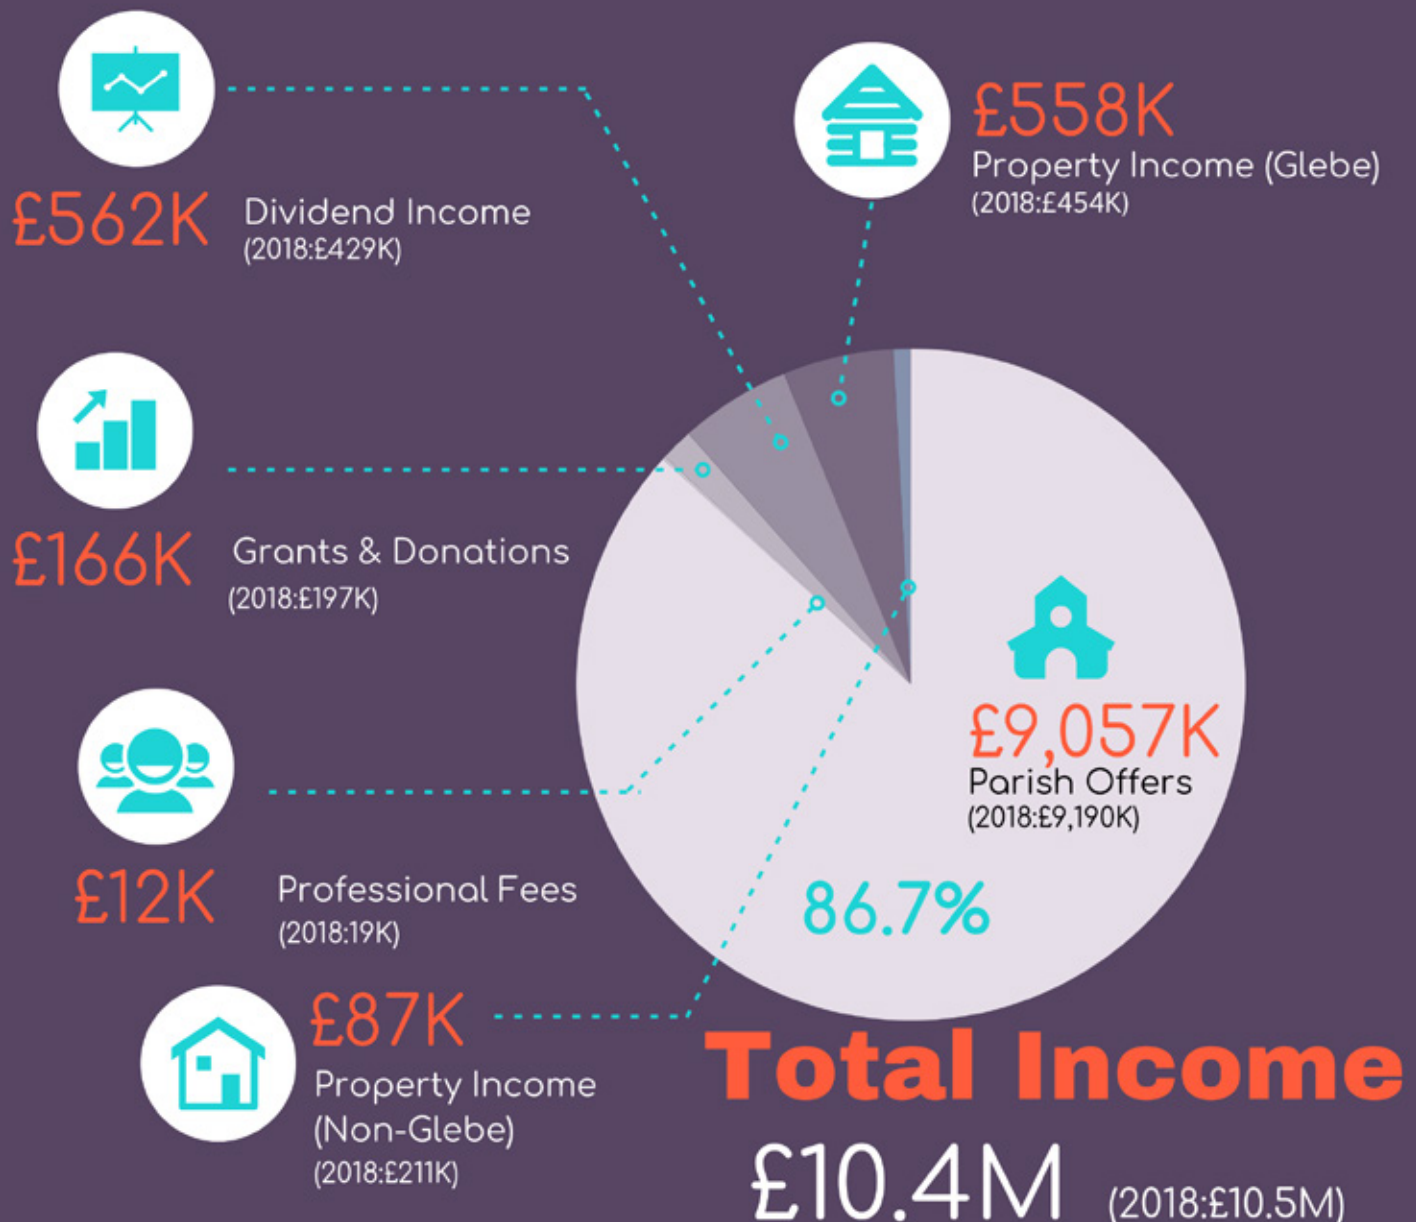 £558K
Property Income (Glebe)
(2018:£454K)
£562K
Dividend Income
(2018:£429K)
£166K
Grants & Donations
(2018:£197K)
£9,057K
Parish Offers
(2018:£9,190K)
86.7%
£12K
Professional Fees
(2018:19K)
£87K
Property Income
(Non-Glebe)
(2018:£211K)
Total Income
£10.4M (2018:£10.5M)